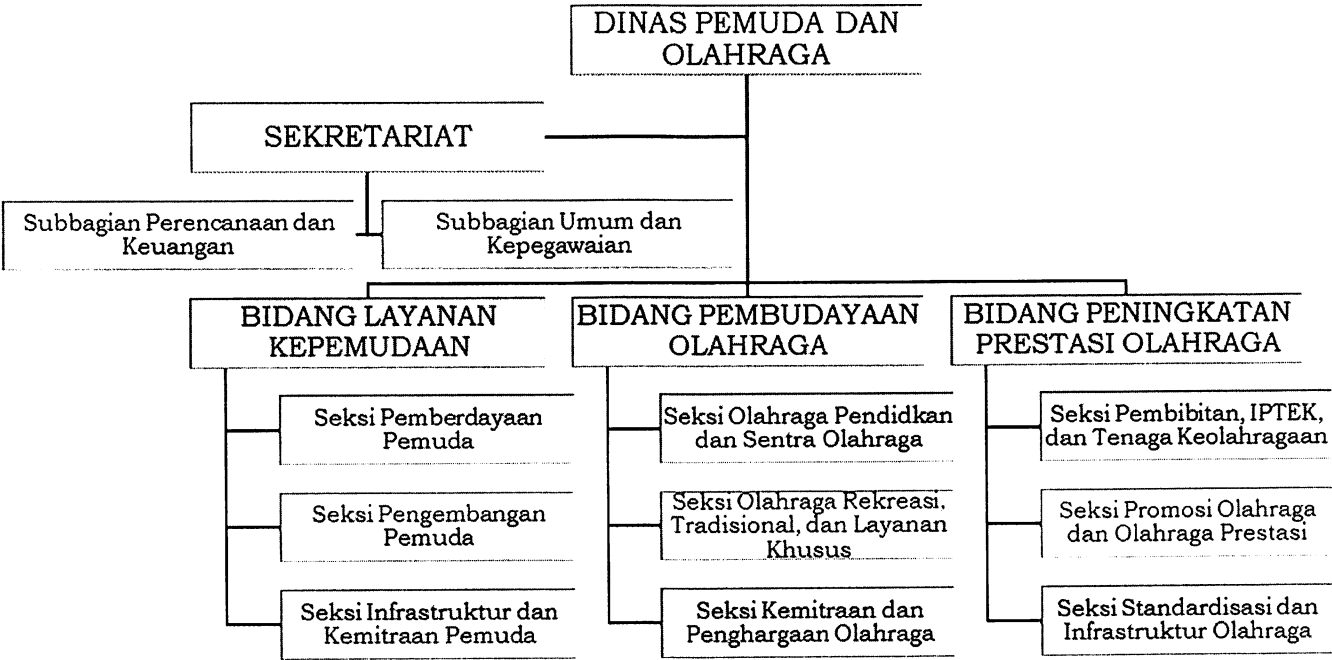 DINAS PEMUDA DAN
OLAHRAGA
SEKRETARIAT
Subbagian Perencanaan dan
Keuangan
Subbagian Umum dan
Kepegawaian
BIDANG LAYANAN
KEPEMUDAAN
BIDANG PEMBUDAYAAN
OLAHRAGA
BIDANG PENINGKATAN
PRESTASI OLAHRAGA
Seksi Pemberdayaan
Pemuda
Seksi Pengembangan
Pemuda
Seksi Infrastruktur dan
Kemitraan Pemuda
Seksi Olahraga Pendidkan
dan Sentra Olahraga
Seksi Olahraga Rekreasi,
Tradisional, dan Layanan
Khusus
Seksi Kemitraan dan
Penghargaan Olahraga
Seksi Pembibitan, IPTEK,
dan Tenaga Keolahragaan
Seksi Promosi Olahraga
dan Olahraga Prestasi
Seksi Standardisasi dan
Infrastruktur Olahraga